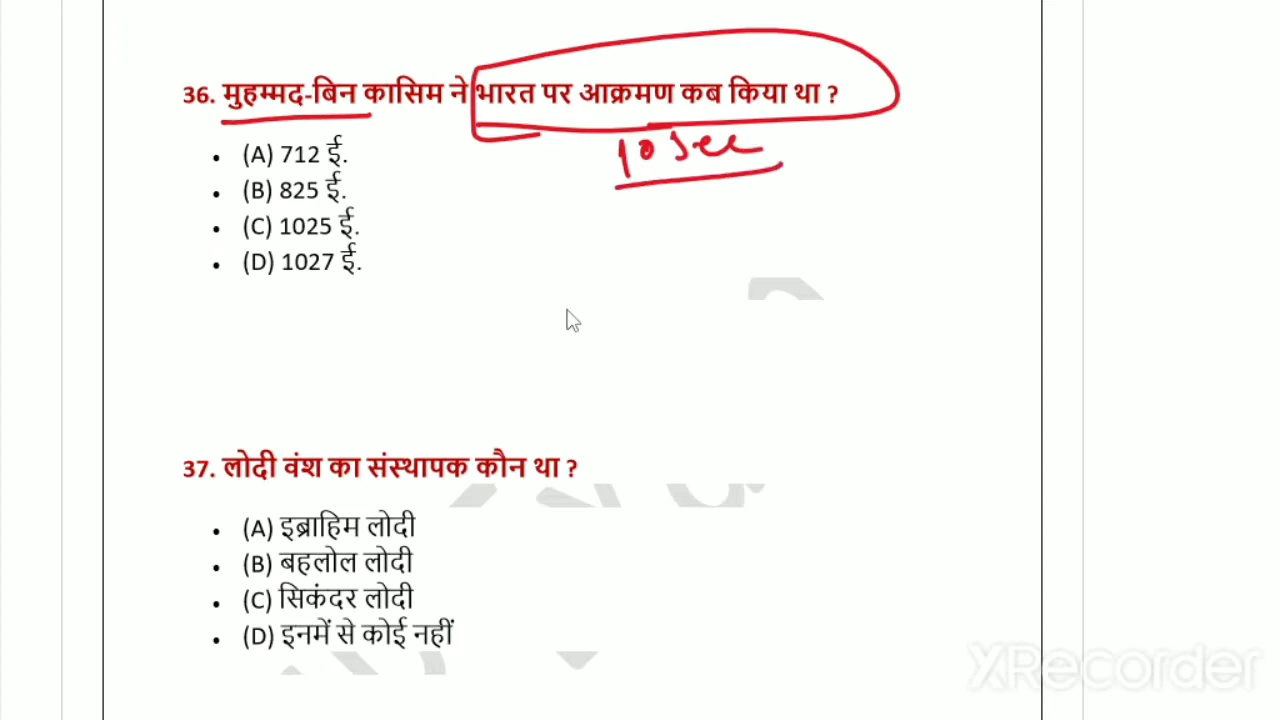 36. मुहम्मद-बिन कासिम ने भारत पर आक्रमण कब किया था ?
10 sec
• (A) 712 ई.
• (B) 825 ई.
• (C) 1025 ई.
• (D) 1027 ई.
37. लोदी वंश का संस्थापक कौन था ?
• (A) इब्राहिम लोदी
• (B) बहलोल लोदी
• (C) सिकंदर लोदी
• (D) इनमें से कोई नहीं
XRecorder